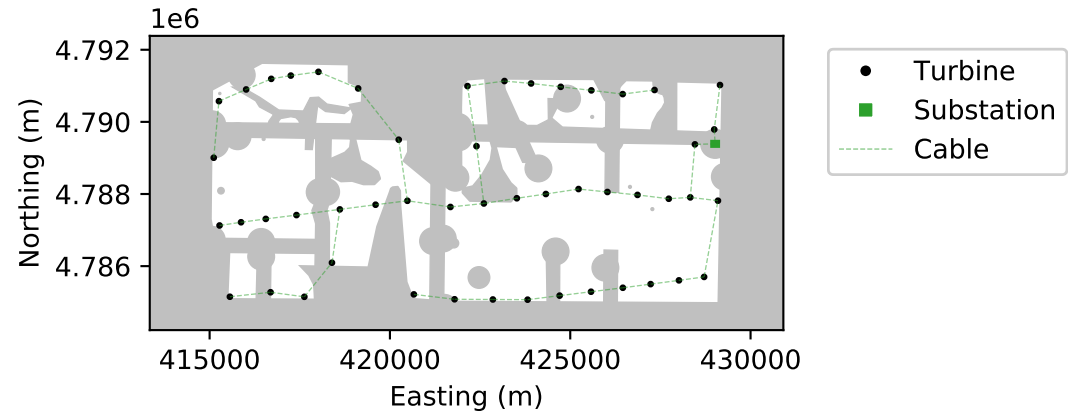 1e6
4.792
4.790
4.788
4.786
Northing (m)
415000 420000 425000 430000
Easting (m)
Turbine
Substation
Cable